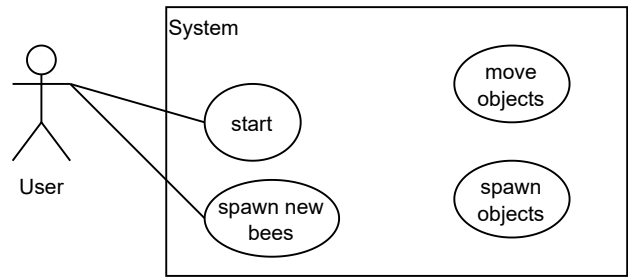 System
move
objects
start
User
spawn new
bees
spawn
objects